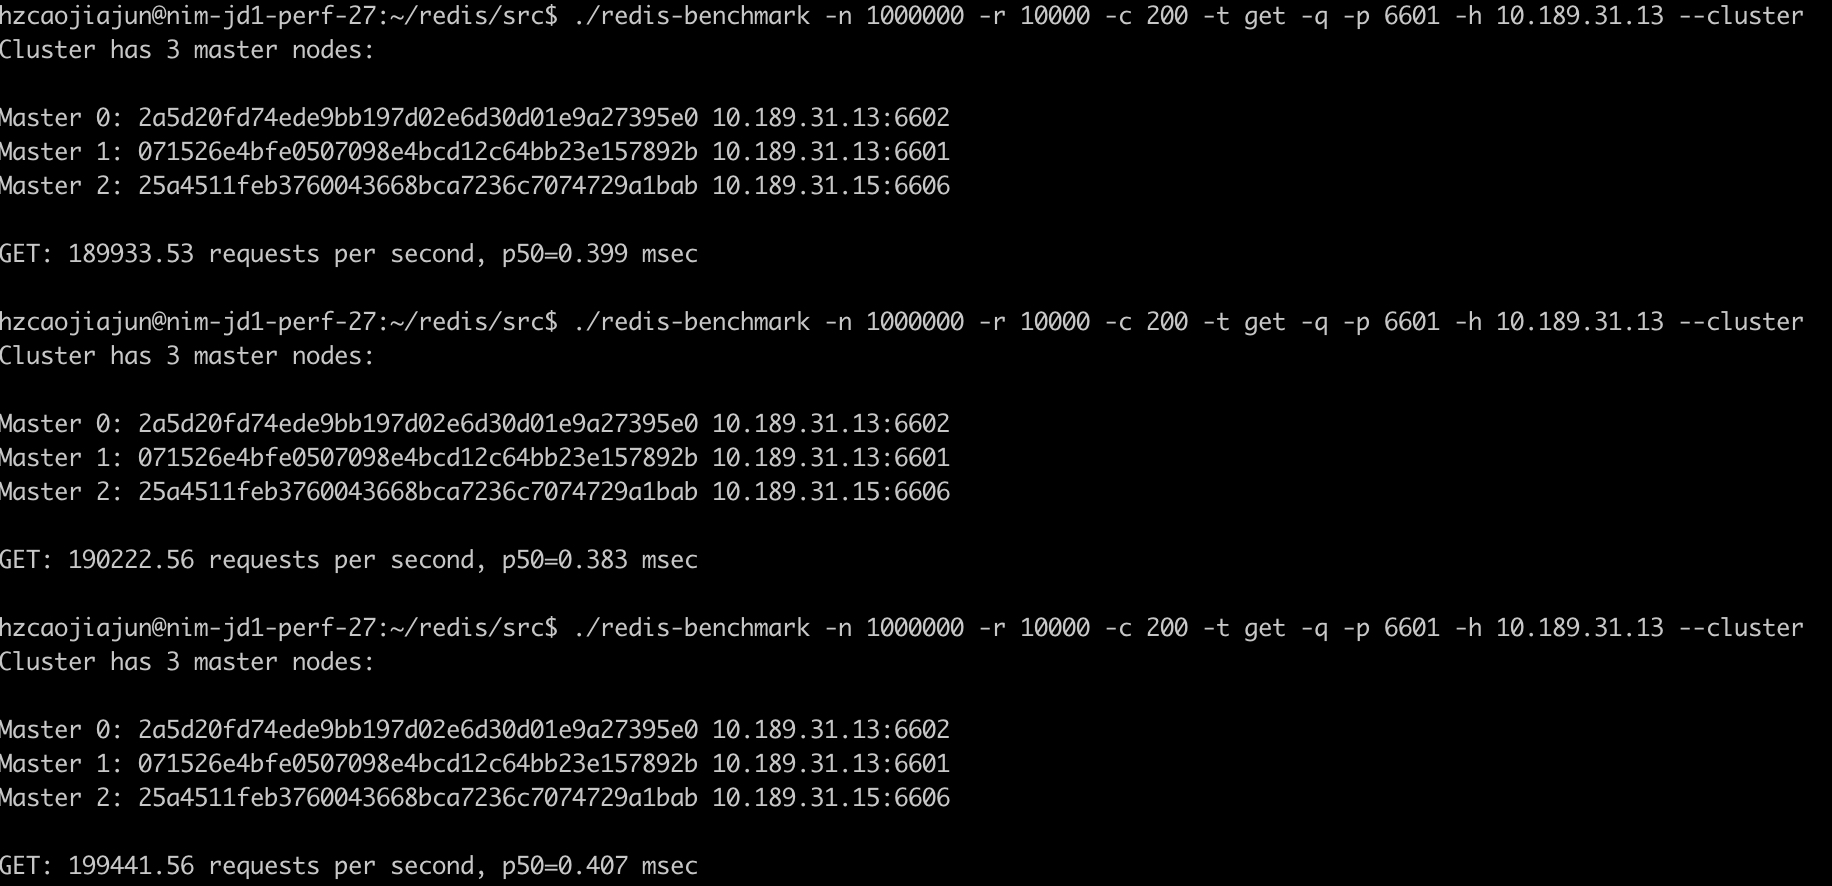 hzcaojiajun@nim-jd1-perf-27:~/redis/src$ ./redis-benchmark -n 1000000 -r 10000 -c 200 -t get -q -p 6601 -h 10.189.31.13 --cluster
Cluster has 3 master nodes:
Master 0: 2a5d20fd74ede9bb197d02e6d30d01e9a27395e0 10.189.31.13:6602
Master 1: 071526e4bfe0507098e4bcd12c64bb23e157892b 10.189.31.13:6601
Master 2: 25a4511feb3760043668bca7236c7074729a1bab 10.189.31.15:6606
GET: 189933.53 requests per second, p50=0.399 msec
hzcaojiajun@nim-jd1-perf-27:~/redis/src$ ./redis-benchmark -n 1000000 -r 10000 -c 200 -t get -q -p 6601 -h 10.189.31.13 --cluster
Cluster has 3 master nodes:
Master 0: 2a5d20fd74ede9bb197d02e6d30d01e9a27395e0 10.189.31.13:6602
Master 1: 071526e4bfe0507098e4bcd12c64bb23e157892b 10.189.31.13:6601
Master 2: 25a4511feb3760043668bca7236c7074729a1bab 10.189.31.15:6606
GET: 190222.56 requests per second, p50=0.383 msec
hzcaojiajun@nim-jd1-perf-27:~/redis/src$ ./redis-benchmark -n 1000000 -r 10000 -c 200 -t get -q -p 6601 -h 10.189.31.13 --cluster
Cluster has 3 master nodes:
Master 0: 2a5d20fd74ede9bb197d02e6d30d01e9a27395e0 10.189.31.13:6602
Master 1: 071526e4bfe0507098e4bcd12c64bb23e157892b 10.189.31.13:6601
Master 2: 25a4511feb3760043668bca7236c7074729a1bab 10.189.31.15:6606
GET: 199441.56 requests per second, p50=0.407 msec